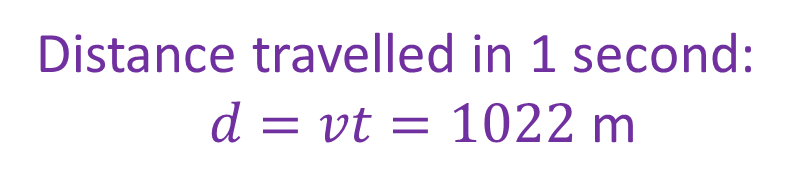 Distance travelled in 1 second:
d = vt = 1022 m